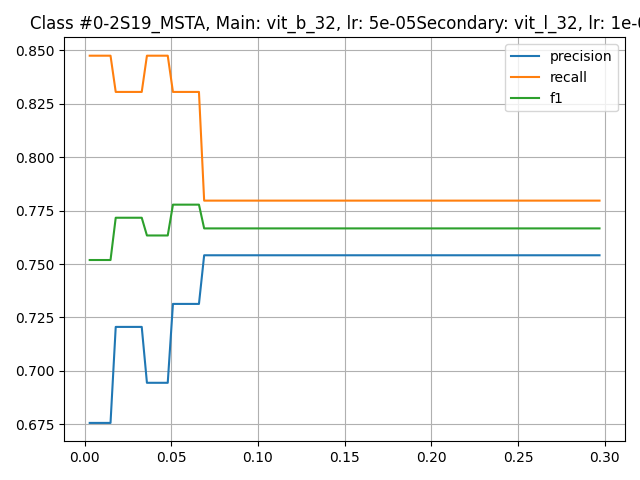 Class #0-2S19_MSTA, Main: vit_b_32, lr: 5e-05Secondary: vit_l_32, lr: 1e-
precision
recall
f1
0.850
0.825
0.800
0.775
0.750
0.725
0.700
0.675
0.00 0.05 0.10 0.15 0.20 0.25 0.30